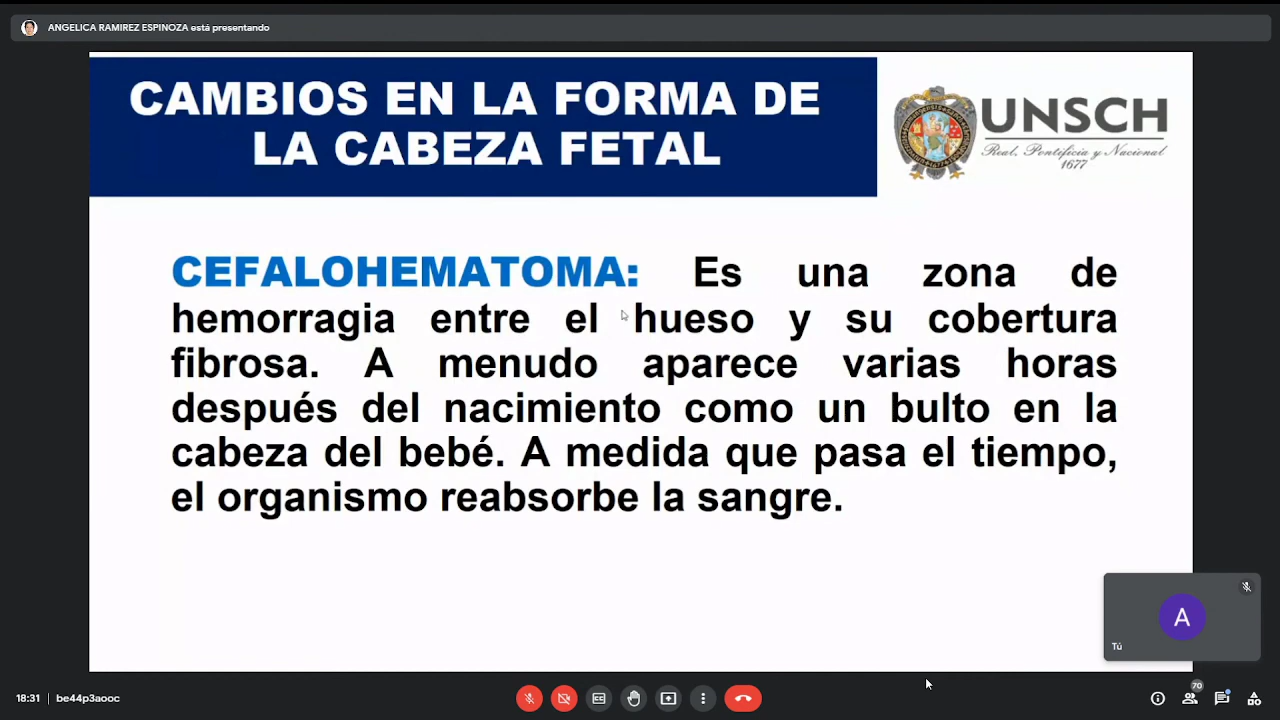 ANGELICA RAMIREZ ESPINOZA está presentando
CAMBIOS EN LA FORMA DE
LA CABEZA FETAL
UNSCH
Real, Pontificia y Nacional
1677
CEFALOHEMATOMA: Es una zona de
hemorragia entre el hueso y su cobertura
fibrosa. A menudo aparece varias horas
después del nacimiento como un bulto en la
cabeza del bebé. A medida que pasa el tiempo,
el organismo reabsorbe la sangre.
A
Tú
18:31 | be44p3aooc
70